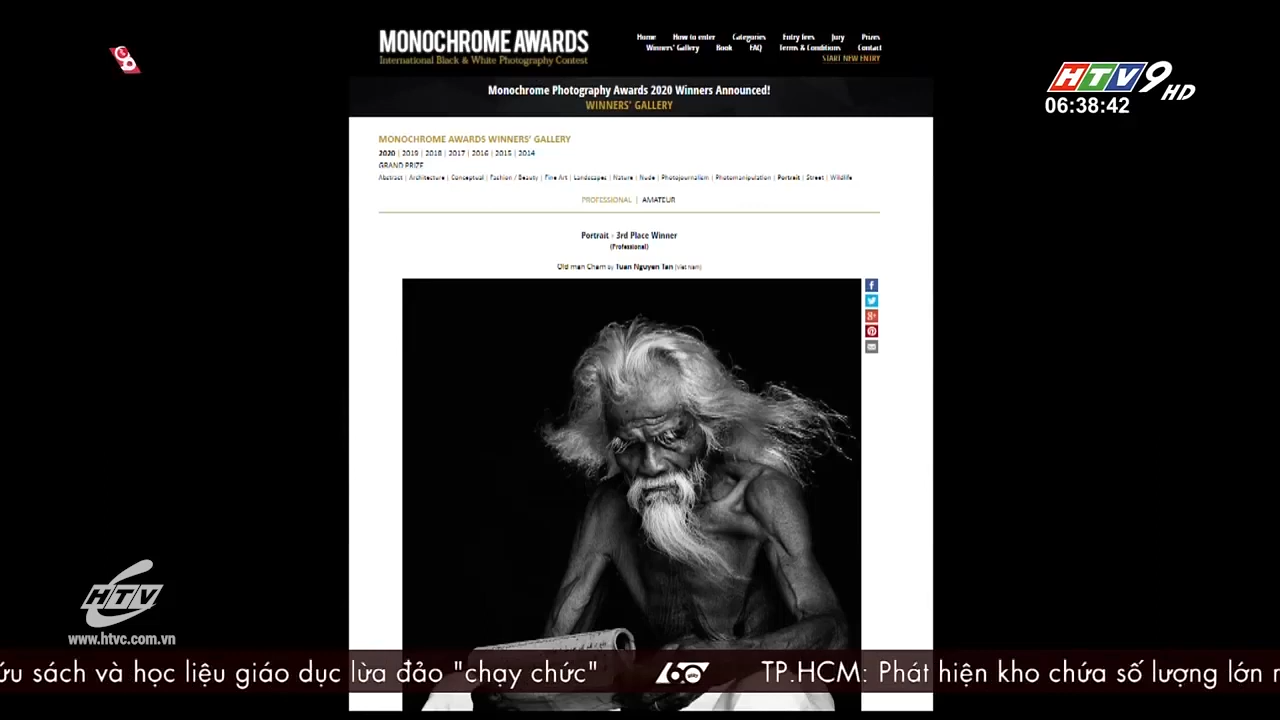 MONOCHROME AWARDS
International Black & White Photography Contest
Home How to enter Categories Entry fees Jury Prizes
Winners' Gallery Book FAQ Terms & Conditions Contact
START NEW ENTRY
HTV9 HD
06:38:42
Monochrome Photography Awards 2020 Winners Announced!
WINNERS' GALLERY
MONOCHROME AWARDS WINNERS' GALLERY
2020 | 2019 | 2018 | 2017 | 2016 | 2015 | 2014
GRAND PRIZE
Abstract | Architecture | Conceptual | Fashion / Beauty | Fine Art | Landscapes | Nature | Nude | Photojournalism | Photomanipulation | Portrait | Street | Wildlife
PROFESSIONAL | AMATEUR
Portrait - 3rd Place Winner
(Professional)
Old man Cham by Tuan Nguyen Tan (Viet nam)
HTV
www.htvc.com.vn
sách và học liệu giáo dục lừa đảo "chạy chức" 60 giây TP.HCM: Phát hiện kho chứa số lượng lớn